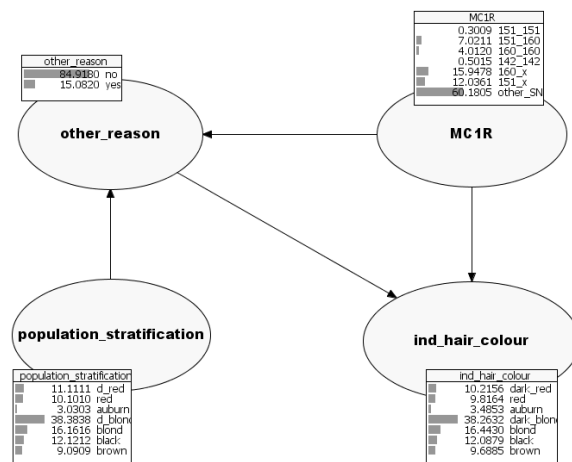 other_reason
84.9180 no
15.0820 yes
other_reason
MC1R
0.3009 151_151
7.0211 151_160
4.0120 160_160
0.5015 142_142
15.9478 160_x
12.0361 151_x
60.1805 other_SN
MC1R
population_stratification
population_stratification
11.1111 d_red
10.1010 red
3.0303 auburn
38.3838 d_blon
16.1616 blond
12.1212 black
9.0909 brown
ind_hair_colour
ind_hair_colour
10.2156 dark_red
9.8164 red
3.4853 auburn
38.2632 dark_blon
16.4430 blond
12.0879 black
9.6885 brown